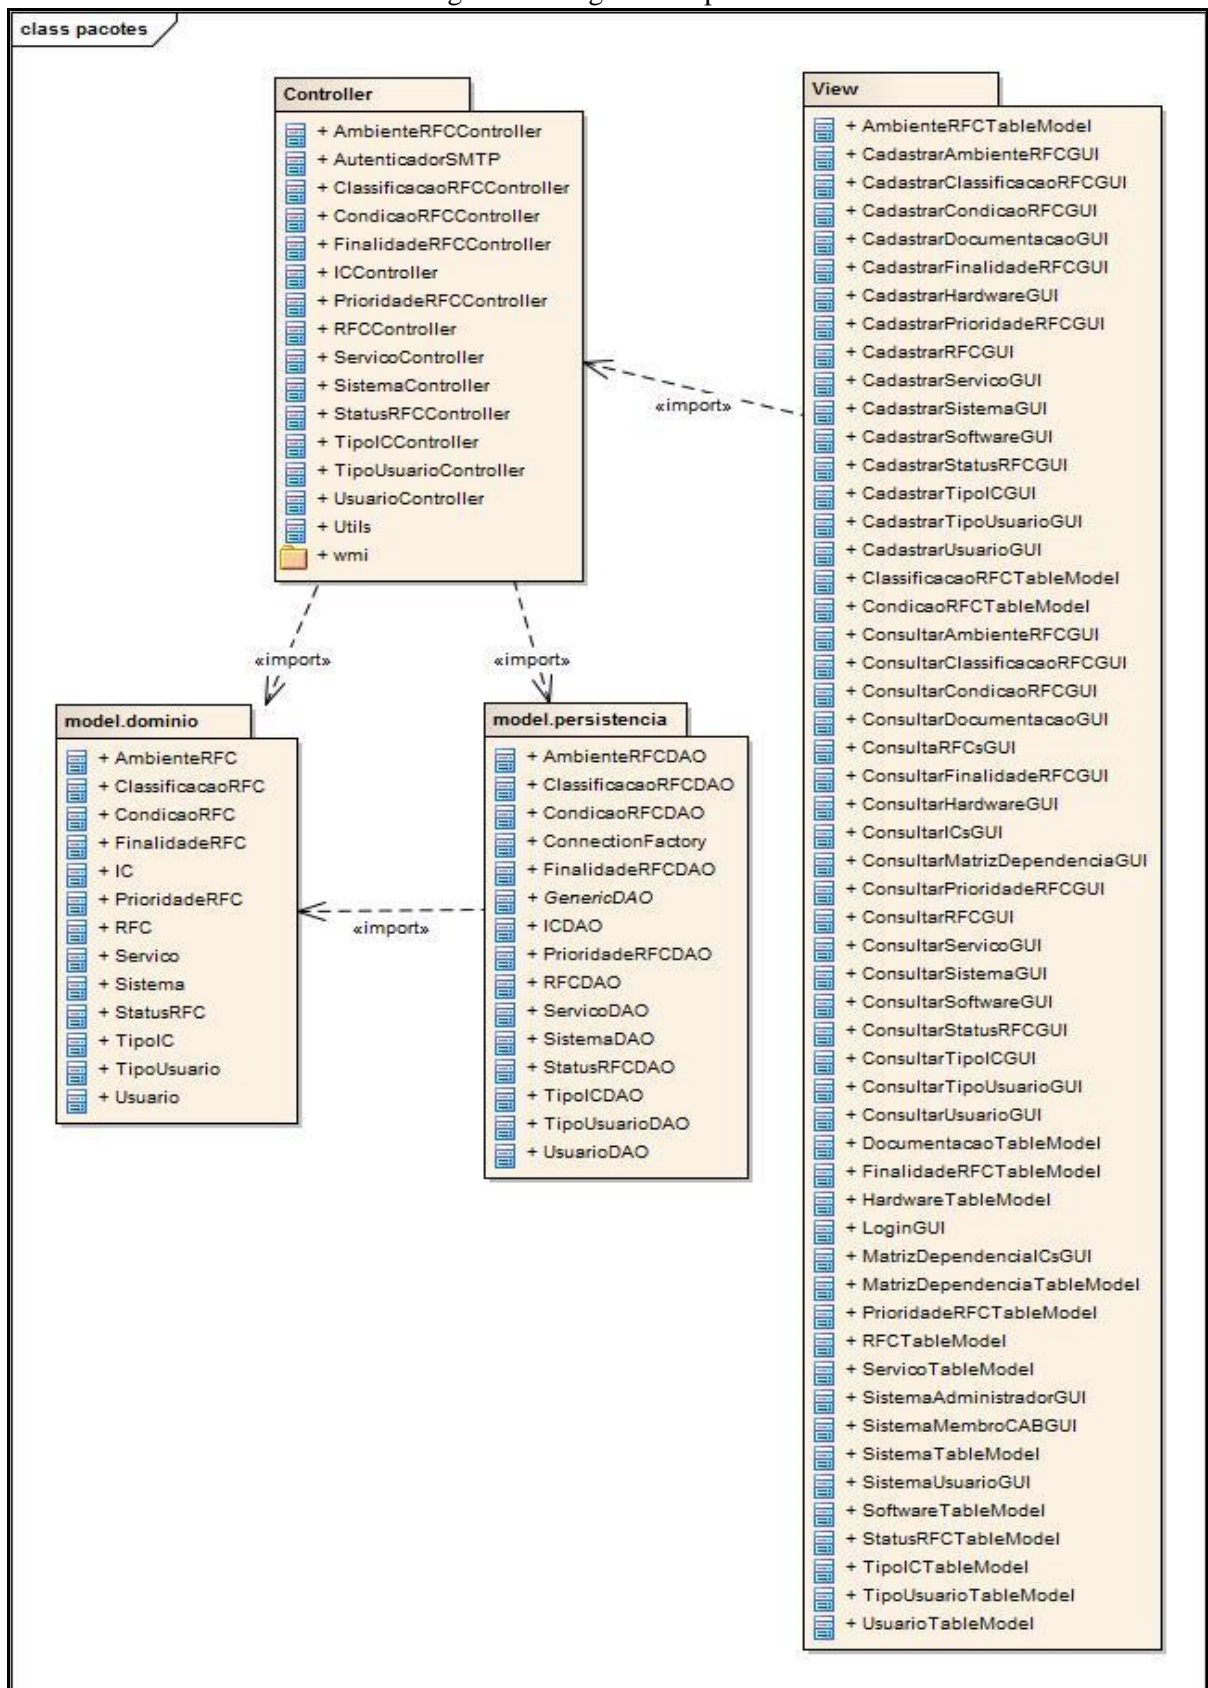 class pacotes
Controller
+ AmbienteRFCController
+ AutenticadorSMTP
+ ClassificacaoRFCController
+ CondicaoRFCController
+ FinalidadeRFCController
+ ICController
+ PrioridadeRFCController
+ RFCController
+ ServicoController
+ SistemaController
+ StatusRFCController
+ TipoICController
+ TipoUsuarioController
+ UsuarioController
+ Utils
+ wmi
«import»
«import»
«import»
model.dominio
+ AmbienteRFC
+ ClassificacaoRFC
+ CondicaoRFC
+ FinalidadeRFC
+ IC
+ PrioridadeRFC
+ RFC
+ Servico
+ Sistema
+ StatusRFC
+ TipoIC
+ TipoUsuario
+ Usuario
«import»
model.persistencia
+ AmbienteRFCDAO
+ ClassificacaoRFCDAO
+ CondicaoRFCDAO
+ ConnectionFactory
+ FinalidadeRFCDAO
+ GenericDAO
+ ICDAO
+ PrioridadeRFCDAO
+ RFCDAO
+ ServicoDAO
+ SistemaDAO
+ StatusRFCDAO
+ TipoICDAO
+ TipoUsuarioDAO
+ UsuarioDAO
View
+ AmbienteRFCTableModel
+ CadastrarAmbienteRFCGUI
+ CadastrarClassificacaoRFCGUI
+ CadastrarCondicaoRFCGUI
+ CadastrarDocumentacaoGUI
+ CadastrarFinalidadeRFCGUI
+ CadastrarHardwareGUI
+ CadastrarPrioridadeRFCGUI
+ CadastrarRFCGUI
+ CadastrarServicoGUI
+ CadastrarSistemaGUI
+ CadastrarSoftwareGUI
+ CadastrarStatusRFCGUI
+ CadastrarTipoICGUI
+ CadastrarTipoUsuarioGUI
+ CadastrarUsuarioGUI
+ ClassificacaoRFCTableModel
+ CondicaoRFCTableModel
+ ConsultarAmbienteRFCGUI
+ ConsultarClassificacaoRFCGUI
+ ConsultarCondicaoRFCGUI
+ ConsultarDocumentacaoGUI
+ ConsultaRFCsGUI
+ ConsultarFinalidadeRFCGUI
+ ConsultarHardwareGUI
+ ConsultarICsGUI
+ ConsultarMatrizDependenciaGUI
+ ConsultarPrioridadeRFCGUI
+ ConsultarRFCGUI
+ ConsultarServicoGUI
+ ConsultarSistemaGUI
+ ConsultarSoftwareGUI
+ ConsultarStatusRFCGUI
+ ConsultarTipoICGUI
+ ConsultarTipoUsuarioGUI
+ ConsultarUsuarioGUI
+ DocumentacaoTableModel
+ FinalidadeRFCTableModel
+ HardwareTableModel
+ LoginGUI
+ MatrizDependenciaICsGUI
+ MatrizDependenciaTableModel
+ PrioridadeRFCTableModel
+ RFCTableModel
+ ServicoTableModel
+ SistemaAdministradorGUI
+ SistemaMembroCABGUI
+ SistemaTableModel
+ SistemaUsuarioGUI
+ SoftwareTableModel
+ StatusRFCTableModel
+ TipoICTableModel
+ TipoUsuarioTableModel
+ UsuarioTableModel